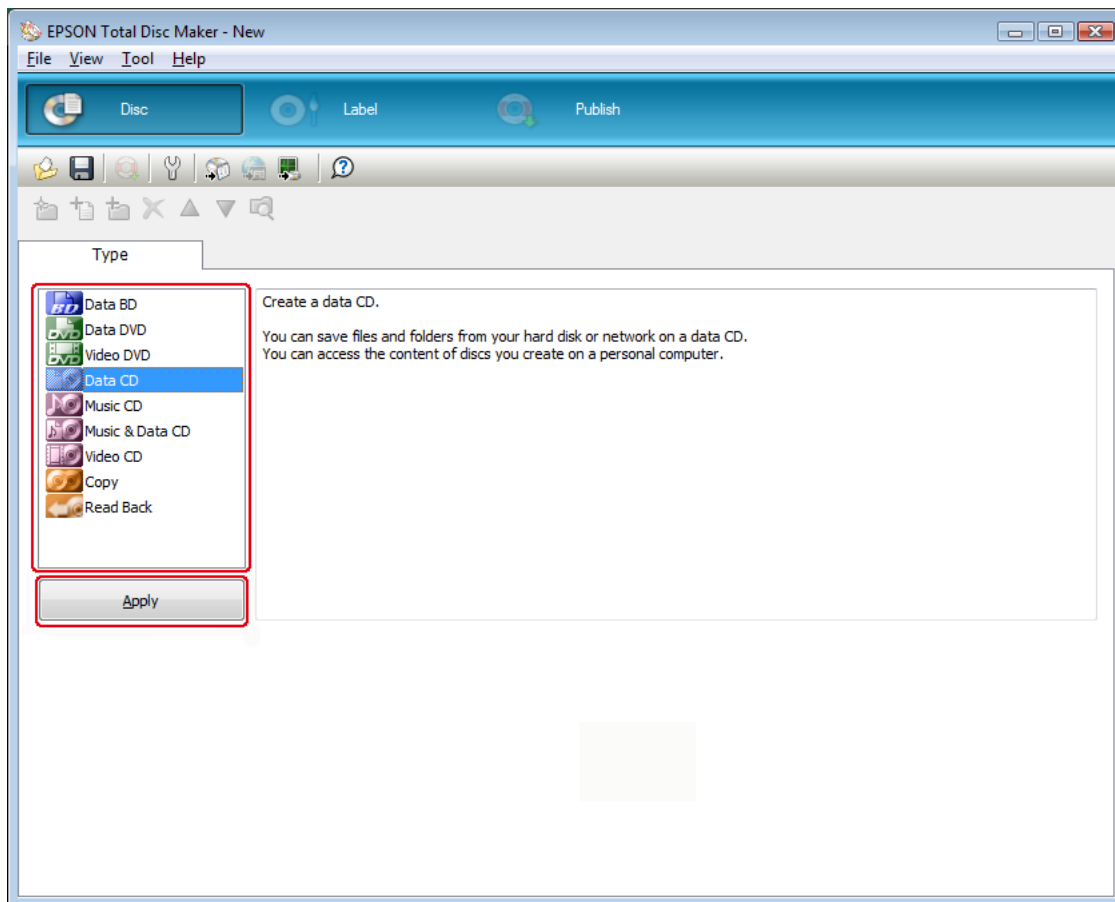 EPSON Total Disc Maker - New
File View Tool Help
Disc Label Publish
Type
BD Data BD
DVD Data DVD
DVD Video DVD
Data CD
Music CD
Music & Data CD
Video CD
Copy
Read Back
Apply
Create a data CD.
You can save files and folders from your hard disk or network on a data CD.
You can access the content of discs you create on a personal computer.